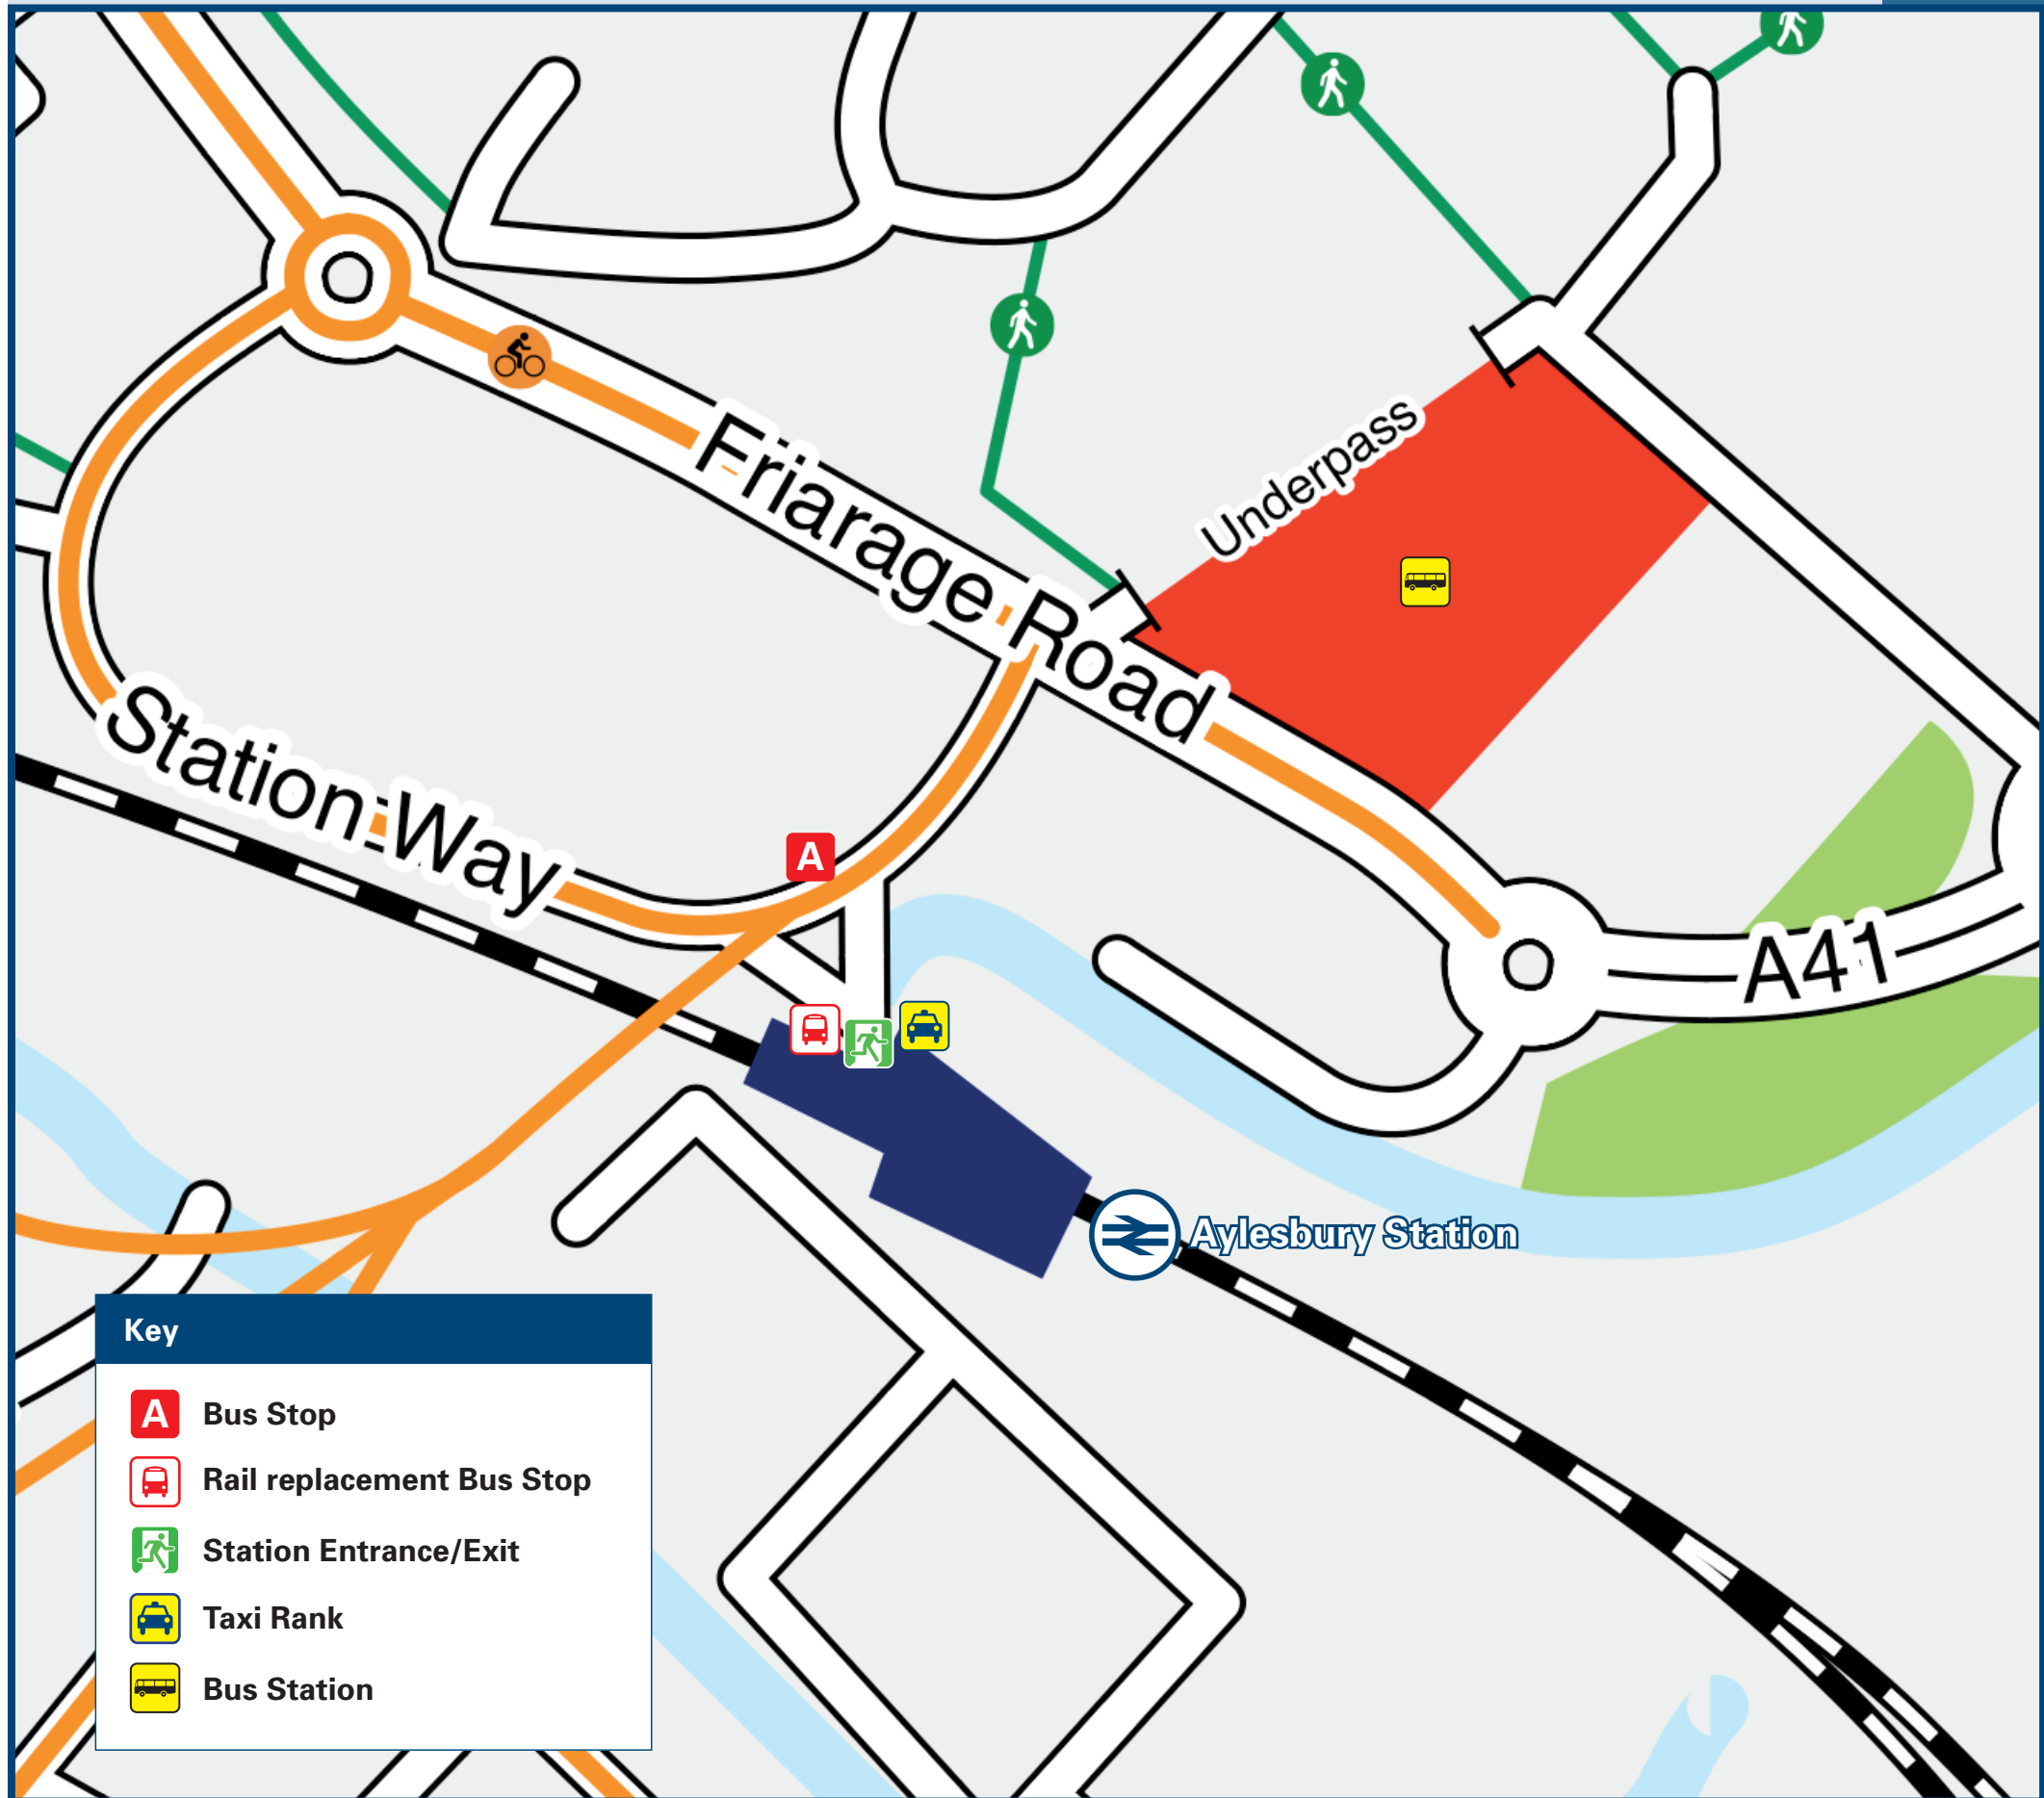 Underpass
Friarage Road
Station Way
A
A41
Aylesbury Station
Key
A Bus Stop
Rail replacement Bus Stop
Station Entrance/Exit
Taxi Rank
Bus Station